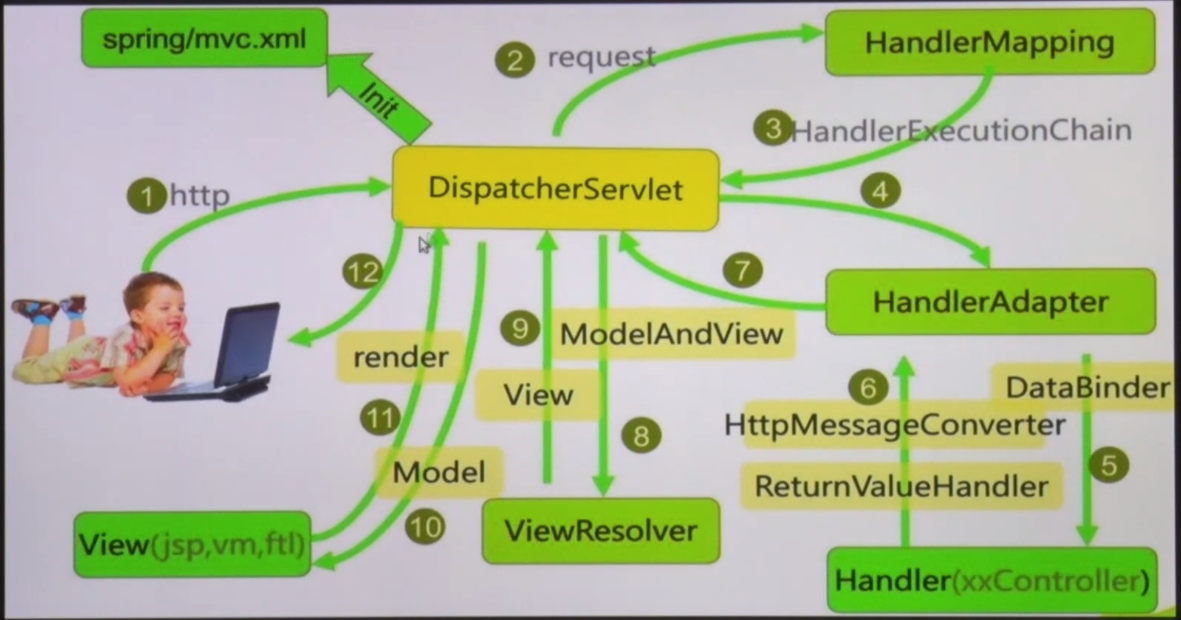 spring/mvc.xml
Init
2 request
HandlerMapping
3 HandlerExecutionChain
1 http
DispatcherServlet
4
12
7
HandlerAdapter
render
9
ModelAndView
View
6
DataBinder
11
8
HttpMessageConverter
5
Model
ReturnValueHandler
10
View(jsp,vm,ftl)
ViewResolver
Handler(xxController)